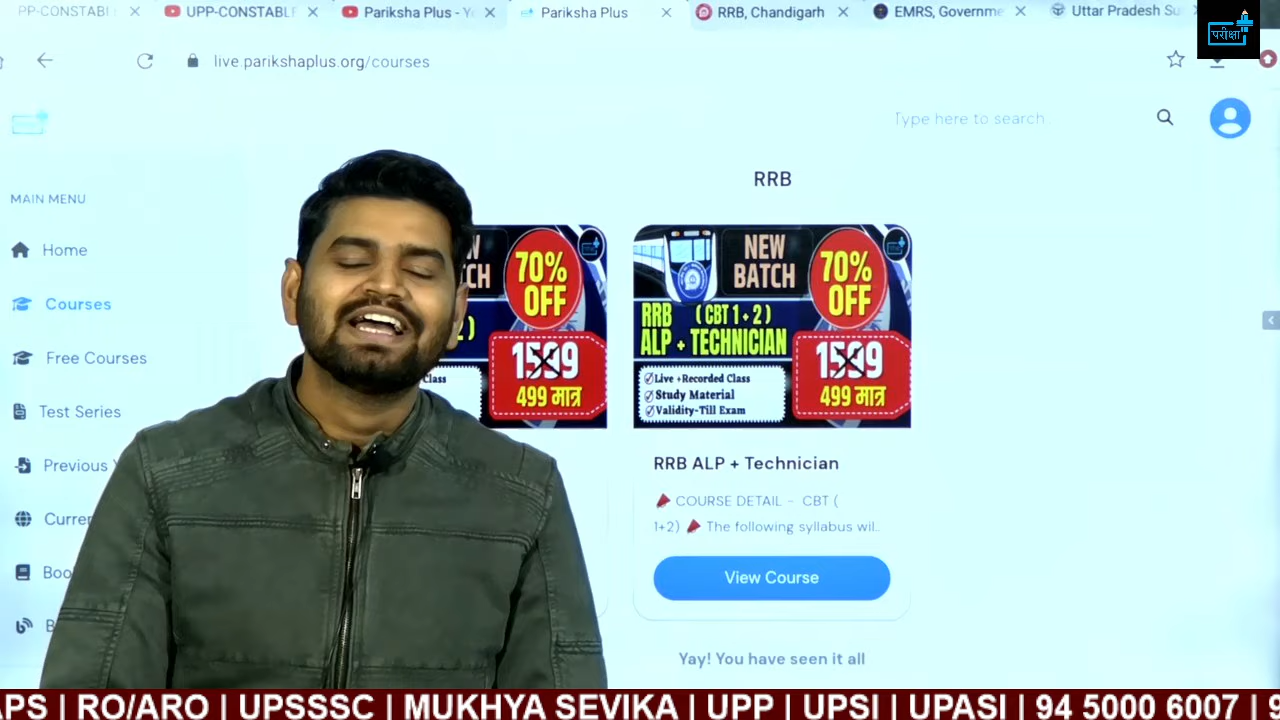 PP-CONSTABL
UPP-CONSTABLE
Pariksha Plus - Y
Pariksha Plus
RRB, Chandigarh
EMRS, Governme
Uttar Pradesh Su
परीक्षा
live.parikshaplus.org/courses
Type here to search
MAIN MENU
Home
Courses
Free Courses
Test Series
Previous
Curren
Boo
B
RRB
W
TCH
70%
OFF
2)
1599
499 मात्र
Class
NEW
BATCH
70%
OFF
RRB (CBT 1+2)
ALP + TECHNICIAN
1599
499 मात्र
Live +Recorded Class
Study Material
Validity-Till Exam
RRB ALP + Technician
COURSE DETAIL - CBT (
1+2) The following syllabus wil..
View Course
Yay! You have seen it all
APS | RO/ARO | UPSSSC | MUKHYA SEVIKA | UPP | UPSI | UPASI | 94 5000 6007 | 9